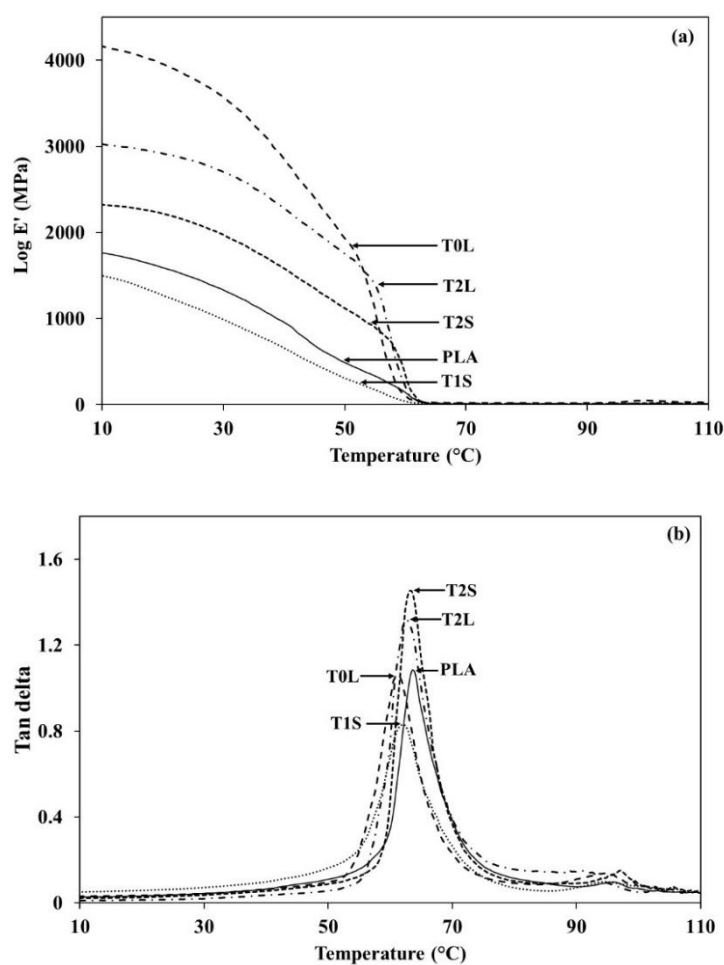 (a)
4000
3000
2000
1000
0
Log E' (MPa)
T0L
T2L
T2S
PLA
T1S
10 30 50 70 90 110
Temperature (°C)
(b)
1.6
1.2
0.8
0.4
0
Tan delta
T2S
T2L
PLA
T0L
T1S
10 30 50 70 90 110
Temperature (°C)